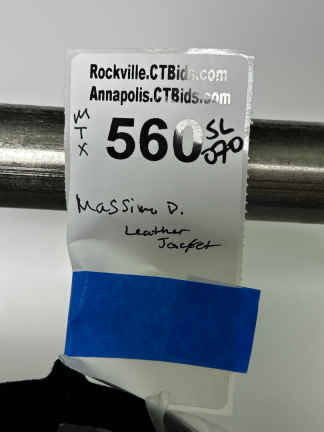 Rockville.CTBids.com
Annapolis.CTBids.com
MTX 560 SL 070
Massimo D.
Leather
Jacket